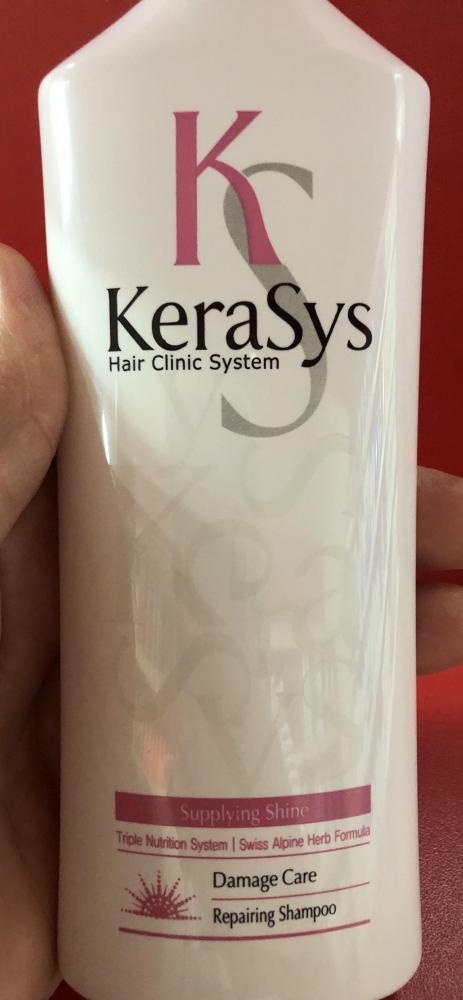 KS
KeraSys
Hair Clinic System
Supplying Shine
Triple Nutrition System | Swiss Alpine Herb Formula
Damage Care
Repairing Shampoo